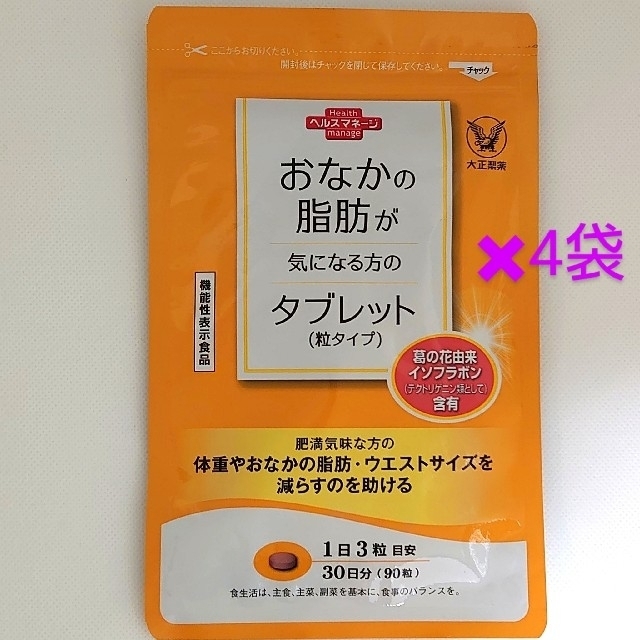 ここからお切りください。
開封後はチャックを閉じて保存してください。
チャック
Health
ヘルスマネージ
manage
大正製薬
おなかの
脂肪が
気になる方の
タブレット
(粒タイプ)
✖4袋
機能性表示食品
葛の花由来
イソフラボン
(テクトリゲニン類として)
含有
肥満気味な方の
体重やおなかの脂肪・ウエストサイズを
減らすのを助ける
1日3粒 目安
30日分(90粒)
食生活は、主食、主菜、副菜を基本に、食事のバランスを。